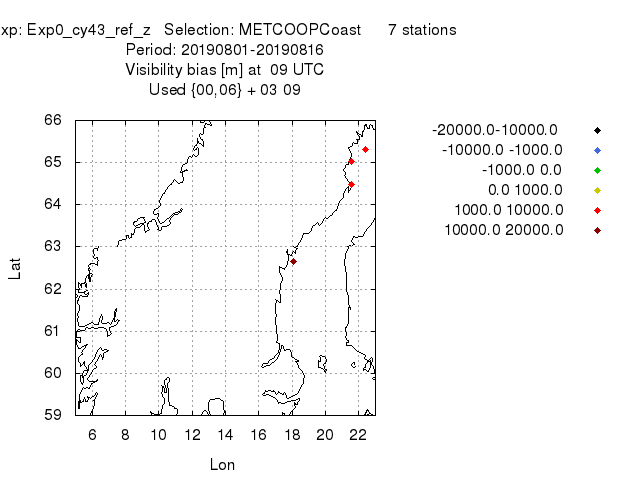 xp: Exp0_cy43_ref_z Selection: METCOOPCoast 7 stations
Period: 20190801-20190816
Visibility bias [m] at 09 UTC
Used {00,06} + 03 09
66
65
64
63
62
61
60
59
Lat
6 8 10 12 14 16 18 20 22
Lon
-20000.0-10000.0
-10000.0 -1000.0
-1000.0 0.0
0.0 1000.0
1000.0 10000.0
10000.0 20000.0